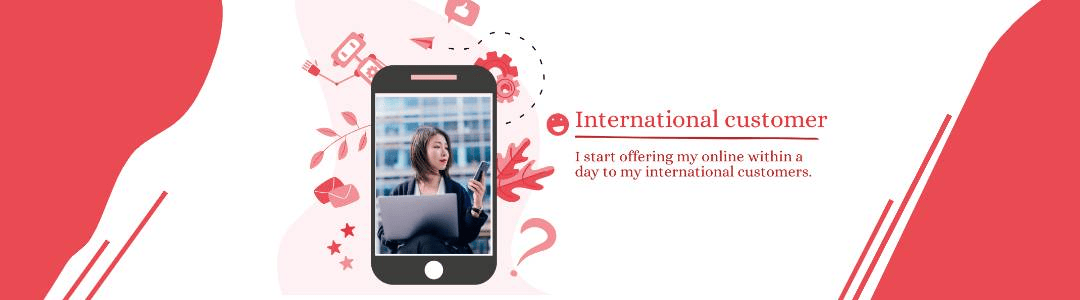 International customer
I start offering my online within a
day to my international customers.